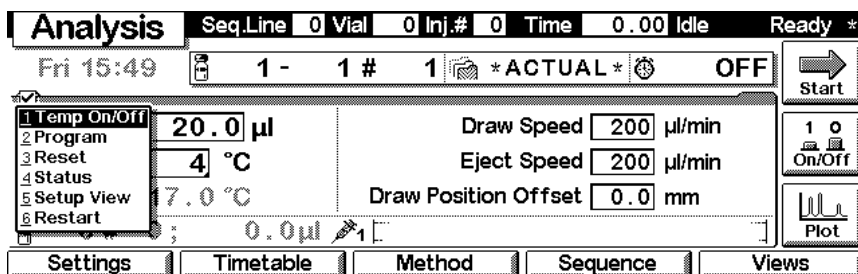 Analysis Seq.Line 0 Vial 0 Inj.# 0 Time 0.00 Idle Ready *
Fri 15:49 1 - 1 # 1 *ACTUAL* OFF
Start
1 Temp On/Off 20.0 µl Draw Speed 200 µl/min
2 Program
3 Reset 4 °C Eject Speed 200 µl/min
4 Status
5 Setup View 17.0 °C Draw Position Offset 0.0 mm
6 Restart
0.0µl 1
1 0
On/Off
Plot
Settings Timetable Method Sequence Views